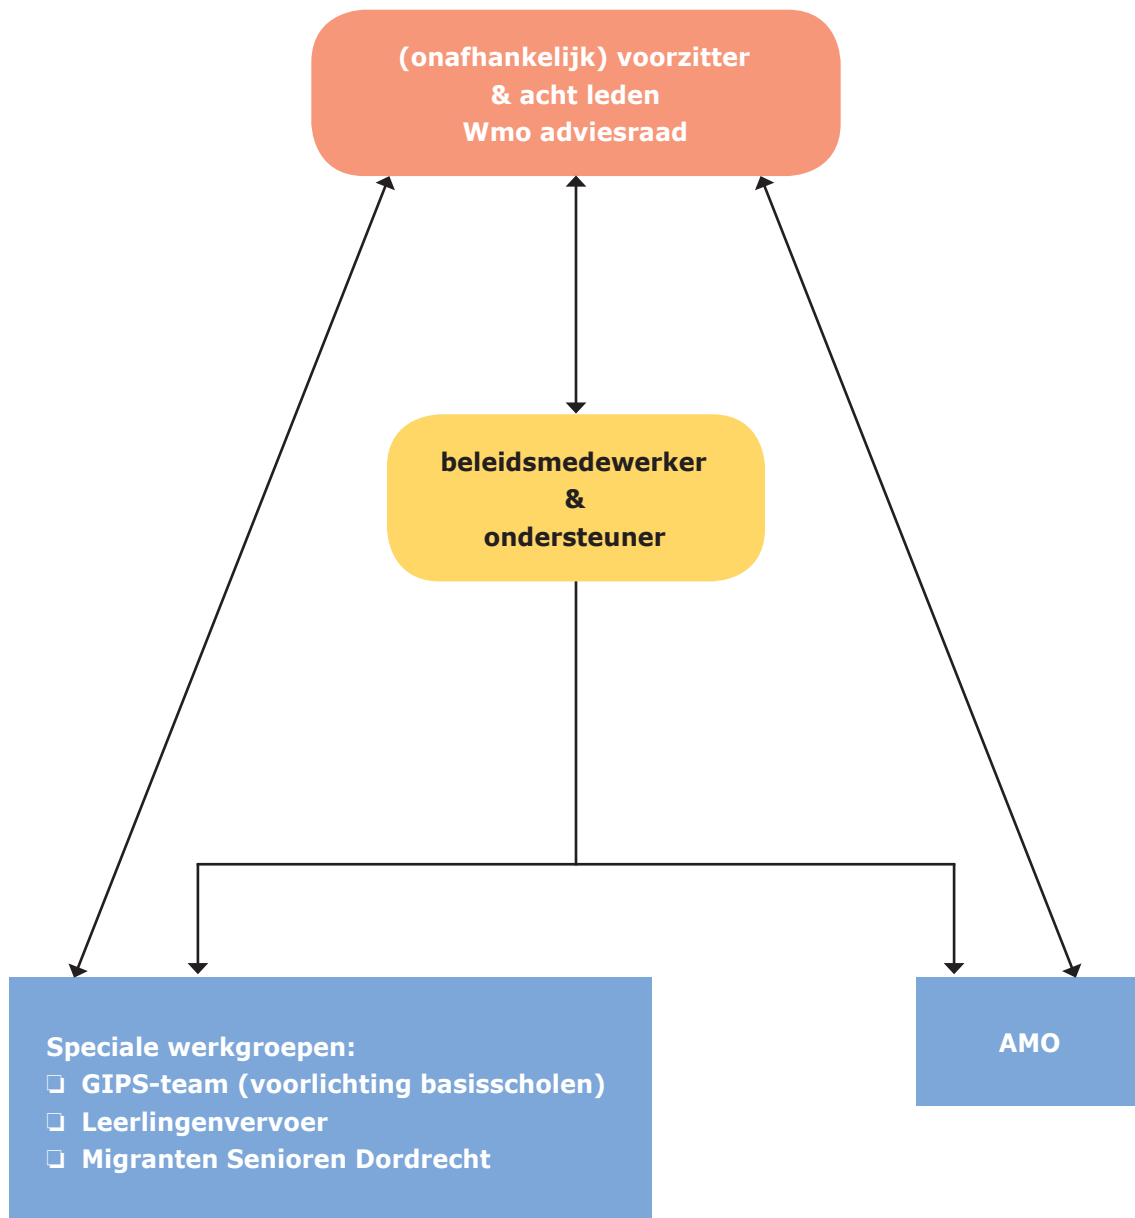 (onafhankelijk) voorzitter
& acht leden
Wmo adviesraad
beleidsmedewerker
&
ondersteuner
Speciale werkgroepen:
❏ GIPS-team (voorlichting basisscholen)
❏ Leerlingenvervoer
❏ Migranten Senioren Dordrecht
AMO